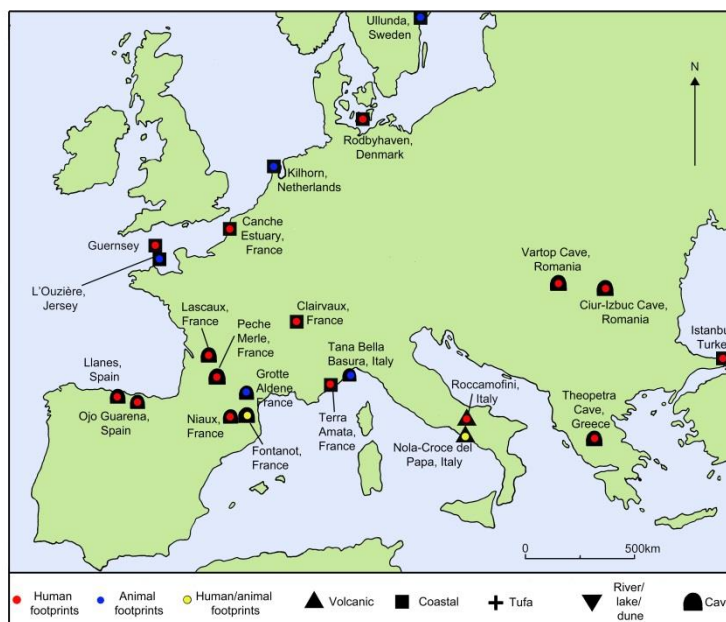 Ullunda,
Sweden
N
Rodbyhaven,
Denmark
Kilhorn,
Netherlands
Canche
Estuary,
France
Guernsey
L'Ouzière,
Jersey
Vartop Cave,
Romania
Ciur-Izbuc Cave,
Romania
Lascaux,
France
Peche
Merle,
France
Clairvaux,
France
Tana Bella
Basura, Italy
Istanbu
Turke
Llanes,
Spain
Grotte
Aldene,
France
Roccamofini,
Italy
Theopetra
Cave,
Greece
Ojo Guarena,
Spain
Niaux,
France
Terra
Amata,
France
Fontanot,
France
Nola-Croce del
Papa, Italy
0 500km
Human
footprints
Animal
footprints
Human/animal
footprints
Volcanic
Coastal
Tufa
River/
lake/
dune
Cav